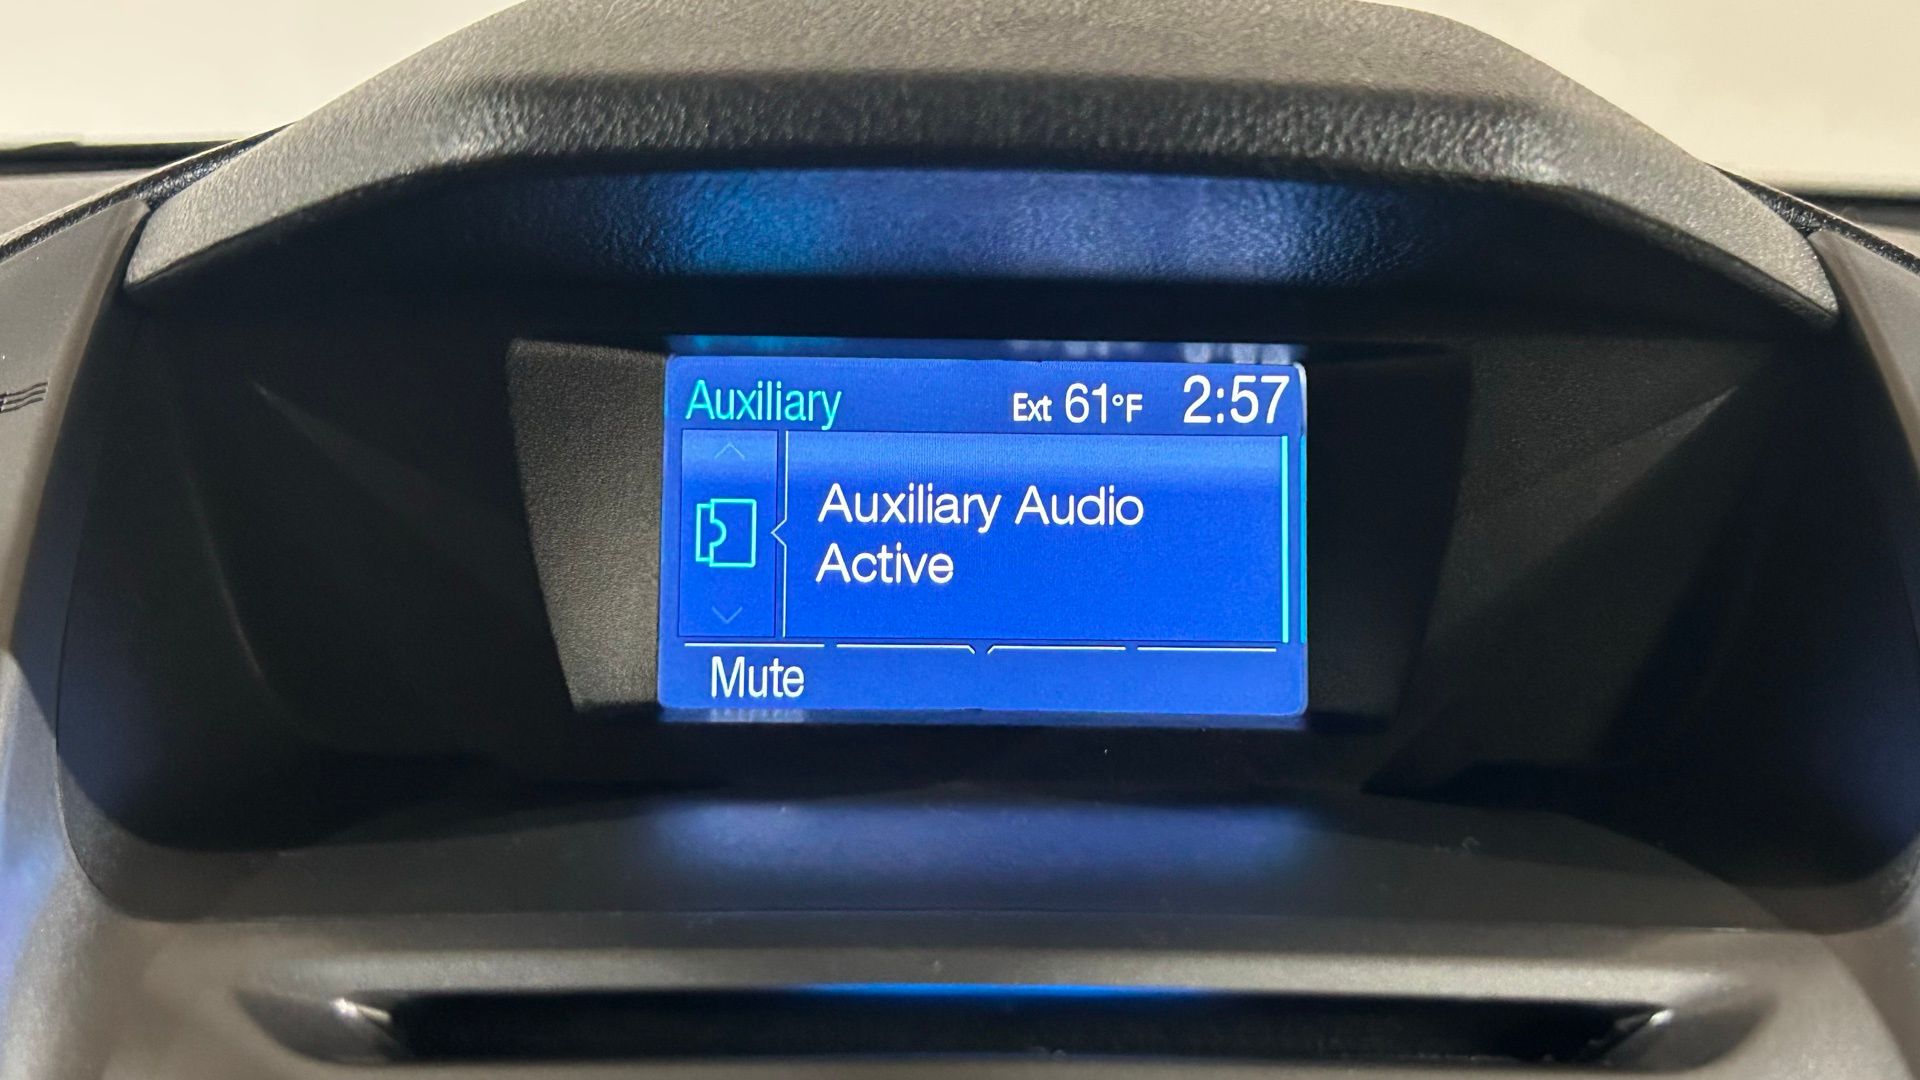 Auxiliary Ext 61°F 2:57
Auxiliary Audio
Active
Mute